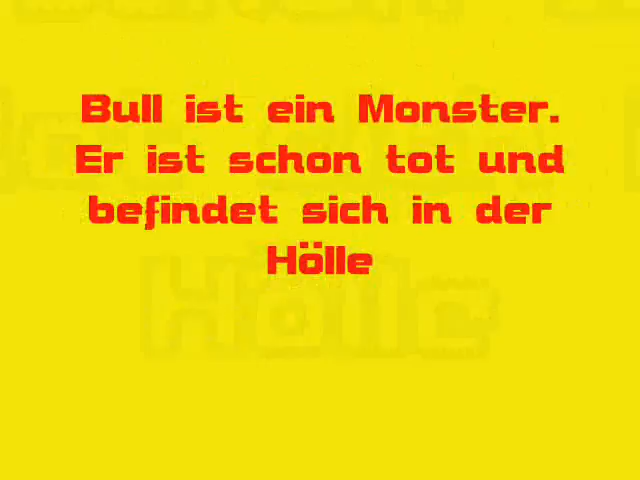 Bull ist ein Monster.
Er ist schon tot und
befindet sich in der
Hölle